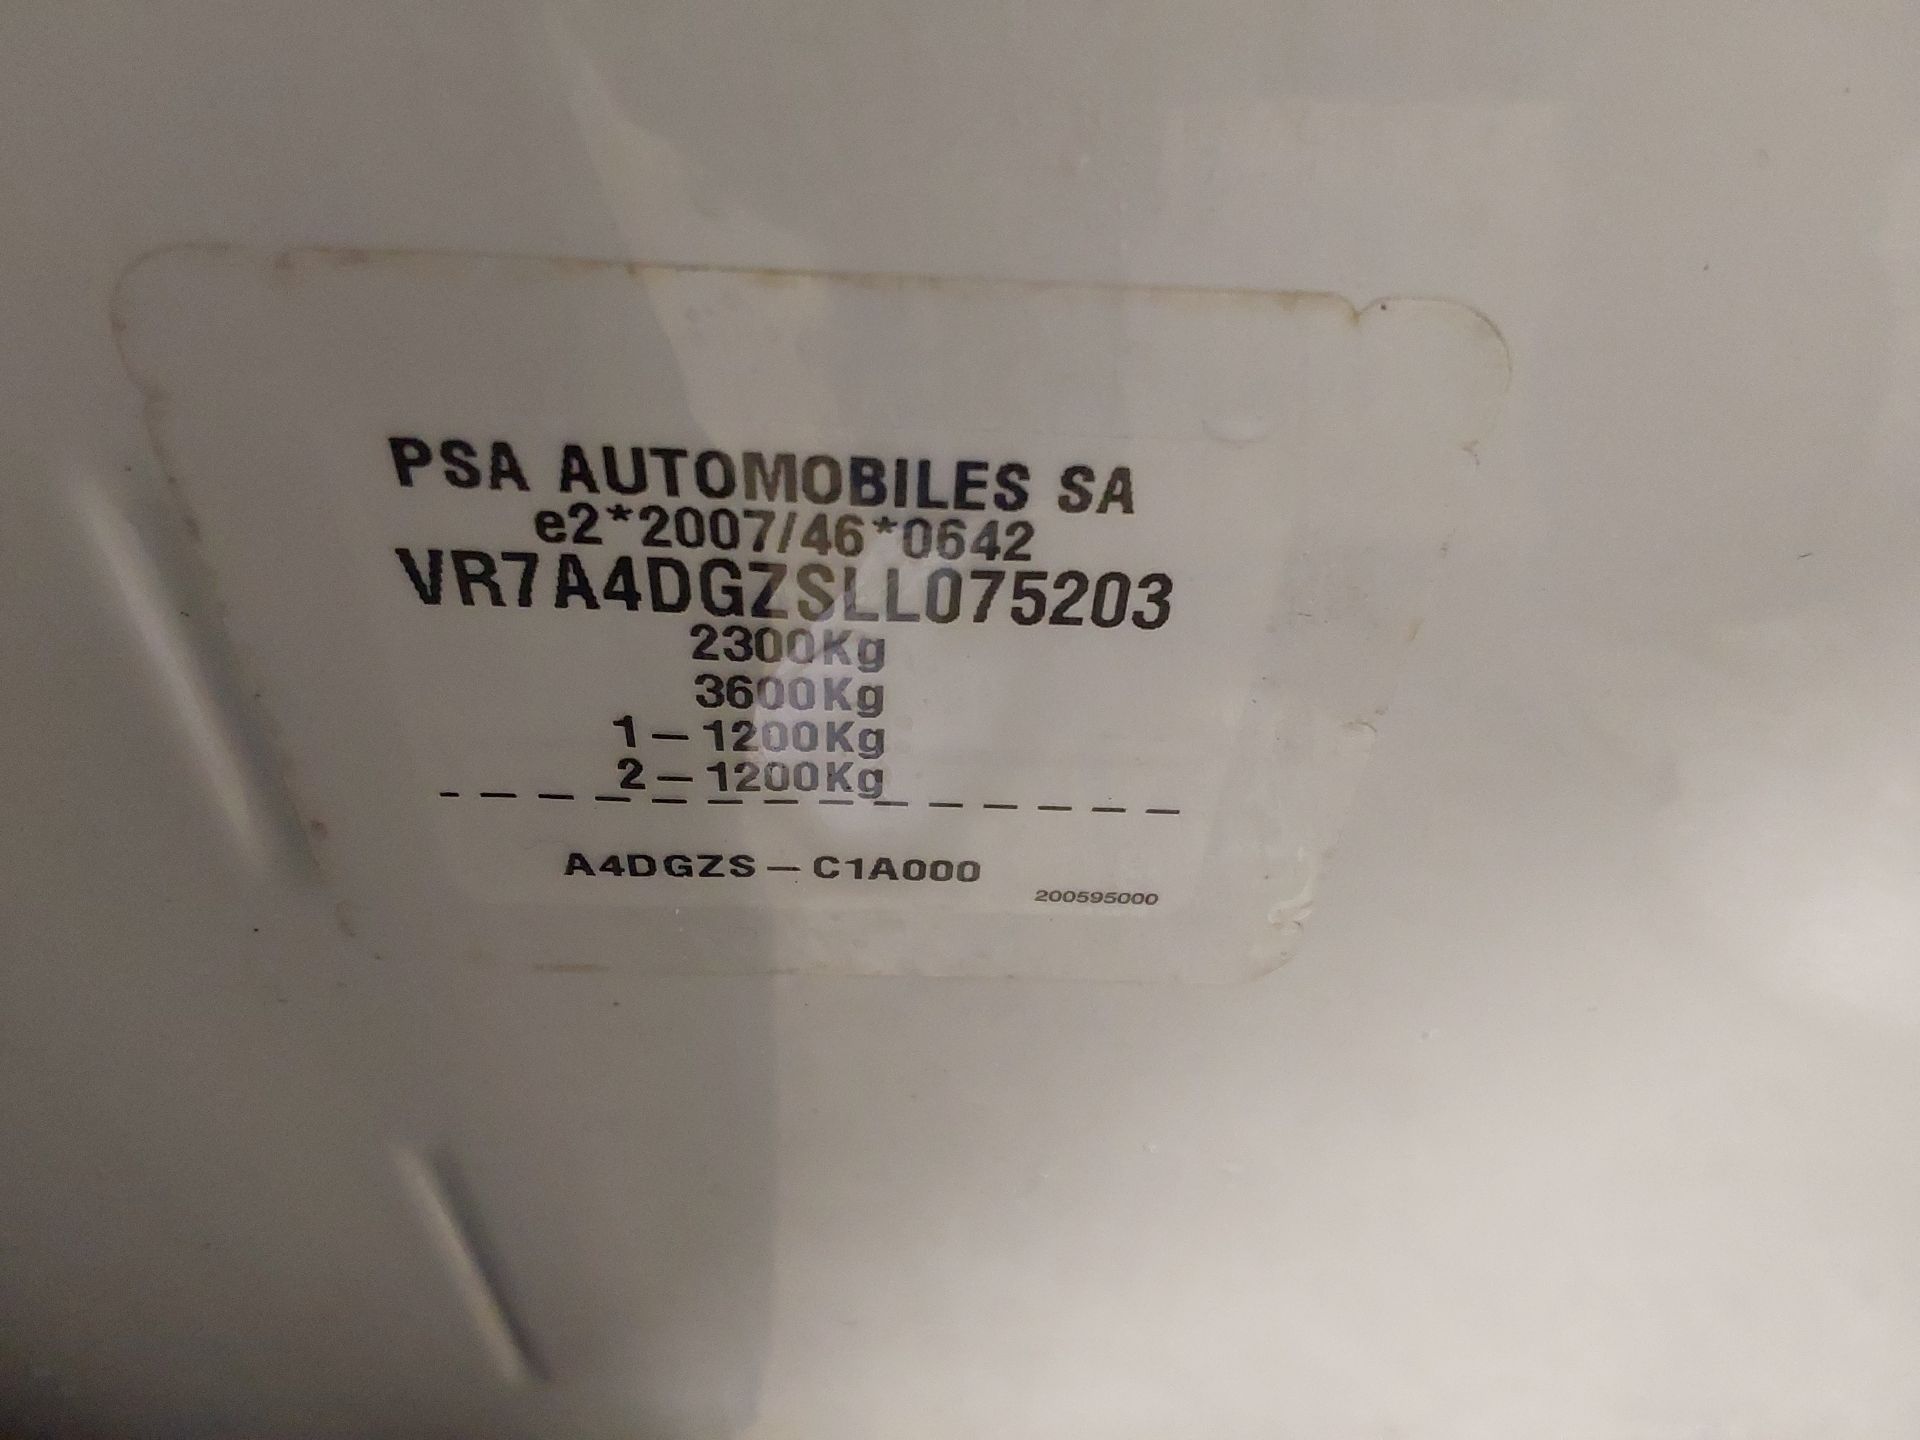 PSA AUTOMOBILES SA
e2*2007/46*0642
VR7A4DGZSLL075203
2300Kg
3600Kg
1-1200Kg
2-1200Kg
A4DGZS-C1A000
200595000